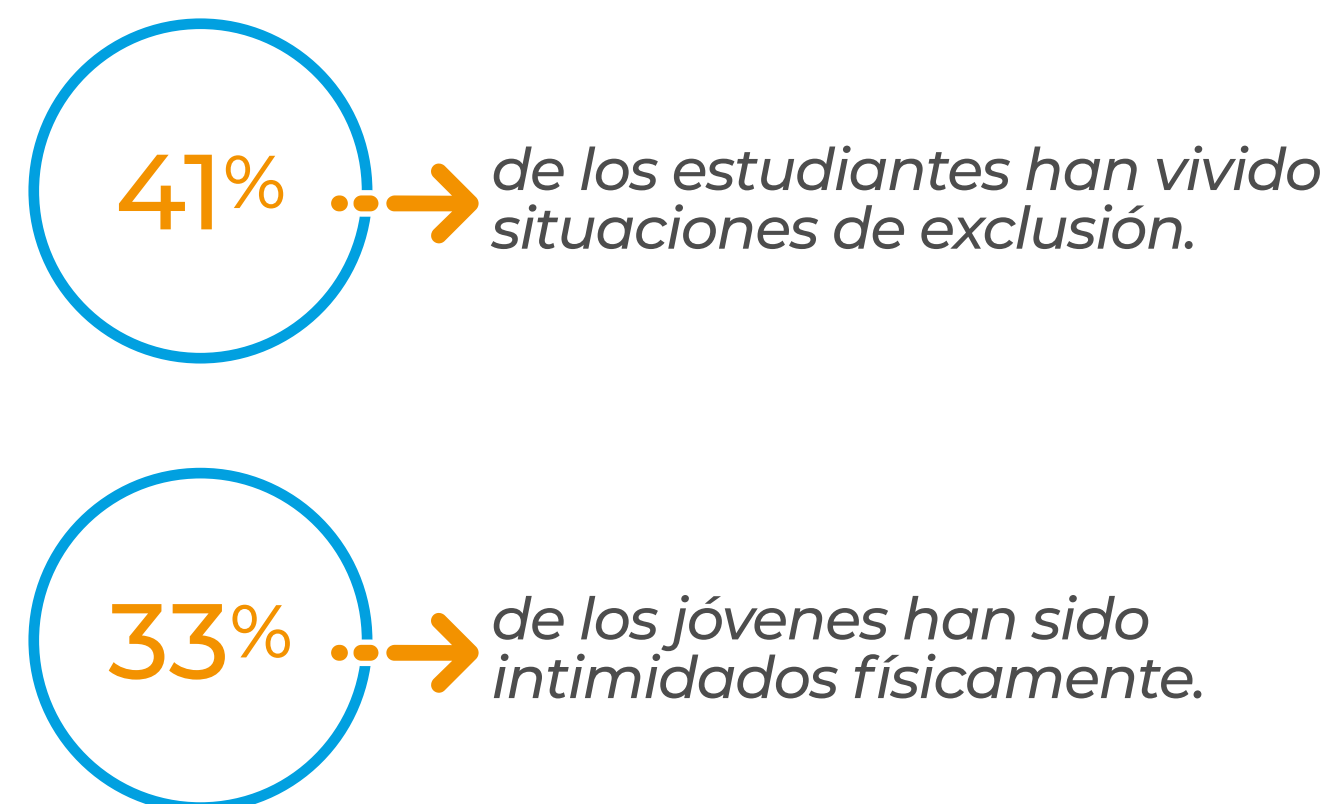 41%
de los estudiantes han vivido
situaciones de exclusión.
33%
de los jóvenes han sido
intimidados físicamente.